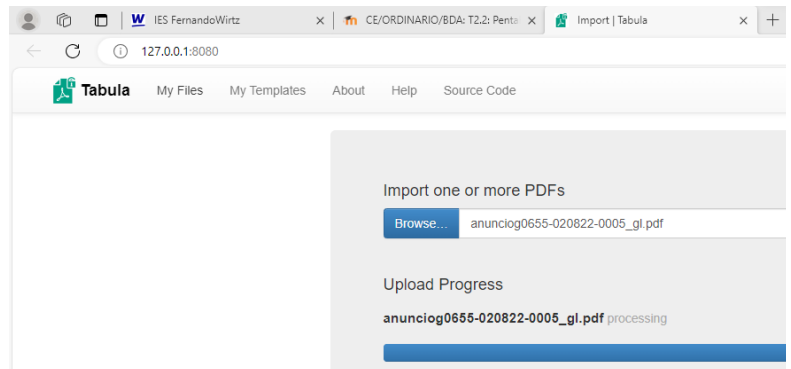 IES FernandoWirtz
CE/ORDINARIO/BDA: T2.2: Penta
Import | Tabula
127.0.0.1:8080
Tabula My Files My Templates About Help Source Code
Import one or more PDFs
Browse... anunciog0655-020822-0005_gl.pdf
Upload Progress
anunciog0655-020822-0005_gl.pdf processing